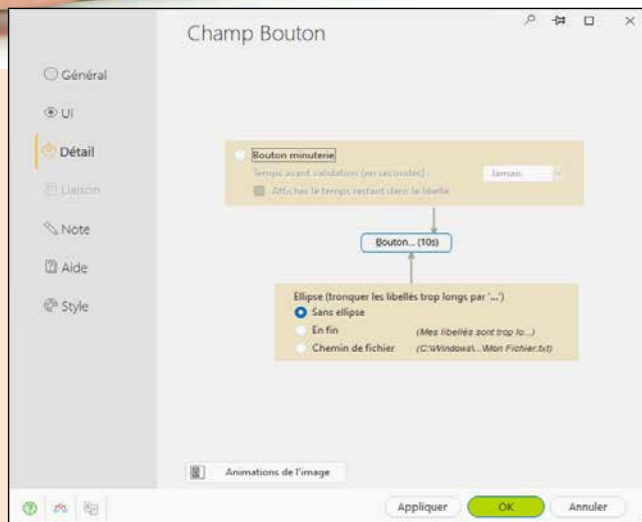 Champ Bouton
Général
UI
Détail
Liaison
Note
Aide
Style
Bouton minuterie
Temps avant validation (en secondes)
Jamais
Afficher le temps restant dans le libellé
Bouton... (10s)
Ellipse (tronquer les libellés trop longs par '...')
Sans ellipse
En fin (Mes libellés sont trop lo...)
Chemin de fichier (C:\Windows\...\Mon Fichier.txt)
Animations de l'image
Appliquer OK Annuler